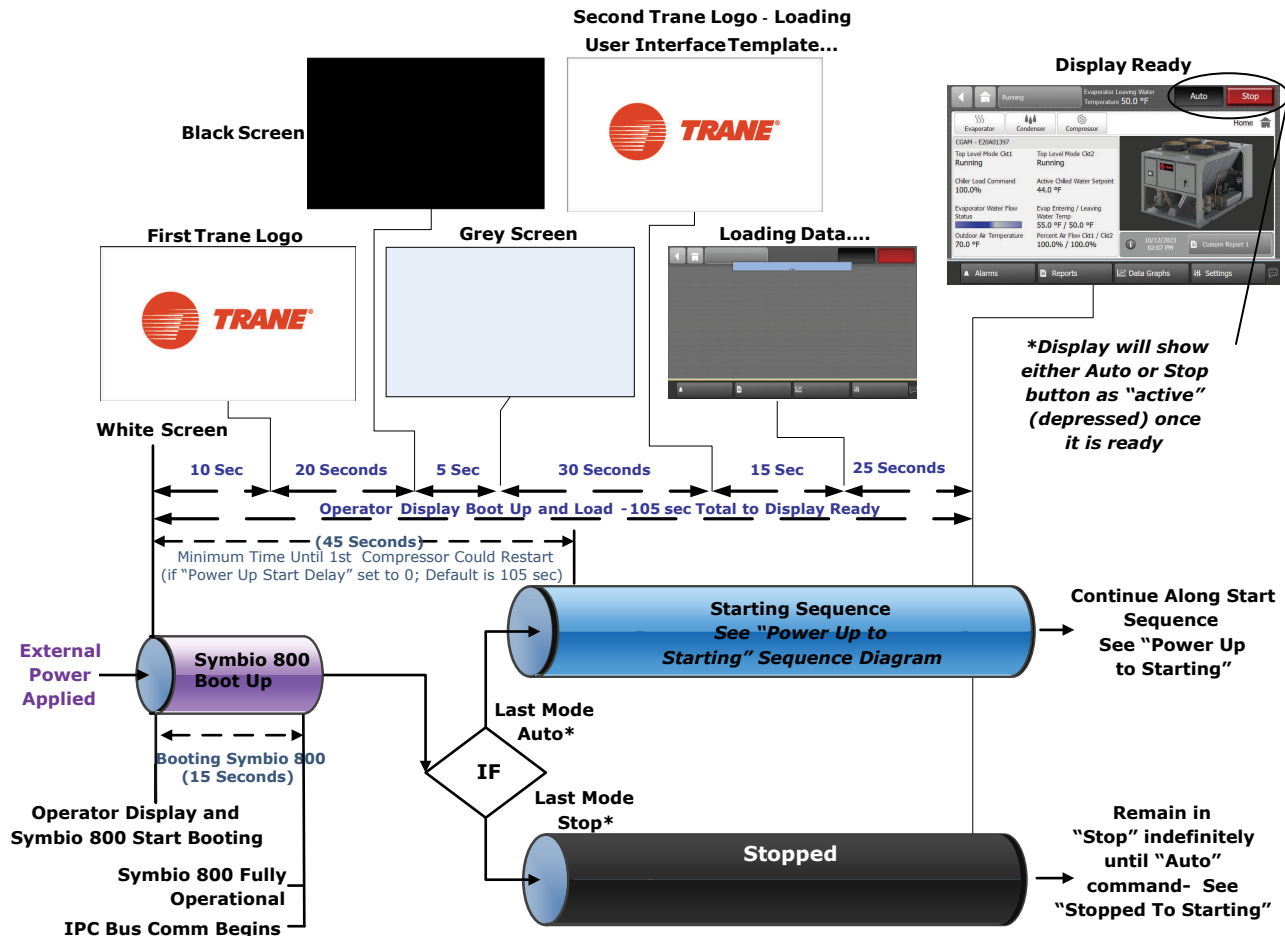 Second Trane Logo - Loading
User Interface Template...
Display Ready
Black Screen
TRANE®
Running
Evaporator Leaving Water
Temperature 50.0 °F
Auto
Stop
Evaporator
Condenser
Compressor
Home
CGAM - E20A01397
Top Level Mode Ckt1
Running
Top Level Mode Ckt2
Running
Chiller Load Command
100.0%
Active Chilled Water Setpoint
44.0 °F
Evaporator Water Flow
Status
Evap Entering / Leaving
Water Temp
55.0 °F / 50.0 °F
Outdoor Air Temperature
70.0 °F
Percent Air Flow Ckt1 / Ckt2
100.0% / 100.0%
10/12/2023
02:07 PM
Custom Report 1
Alarms
Reports
Data Graphs
Settings
First Trane Logo
TRANE®
Grey Screen
Loading Data....
*Display will show
either Auto or Stop
button as “active”
(depressed) once
it is ready
White Screen
10 Sec
20 Seconds
5 Sec
30 Seconds
15 Sec
25 Seconds
Operator Display Boot Up and Load -105 sec Total to Display Ready
(45 Seconds)
Minimum Time Until 1st Compressor Could Restart
(if “Power Up Start Delay” set to 0; Default is 105 sec)
External
Power
Applied
Symbio 800
Boot Up
Starting Sequence
See “Power Up to
Starting” Sequence Diagram
Continue Along Start
Sequence
See “Power Up
to Starting”
Booting Symbio 800
(15 Seconds)
Last Mode
Auto*
IF
Last Mode
Stop*
Operator Display and
Symbio 800 Start Booting
Symbio 800 Fully
Operational
IPC Bus Comm Begins
Stopped
Remain in
“Stop” indefinitely
until “Auto”
command- See
“Stopped To Starting”